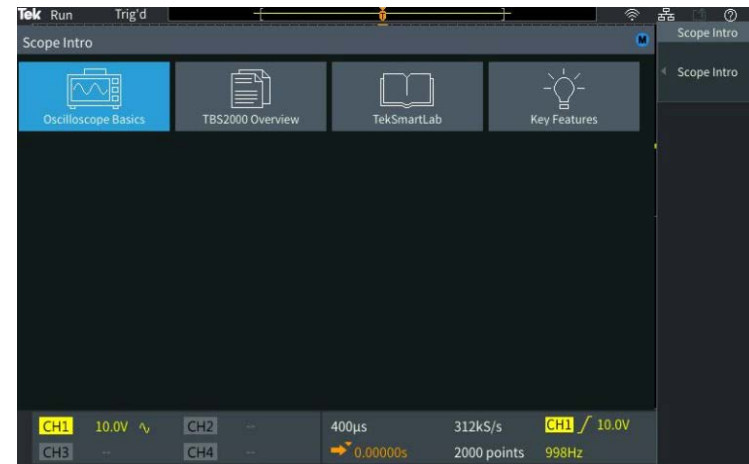 Tek Run Trig'd
Scope Intro
M
Scope Intro
Scope Intro
Oscilloscope Basics
TBS2000 Overview
TekSmartLab
Key Features
CH1 10.0V CH2 -- 400µs 312kS/s CH1 10.0V
CH3 -- CH4 -- 0.00000s 2000 points 998Hz